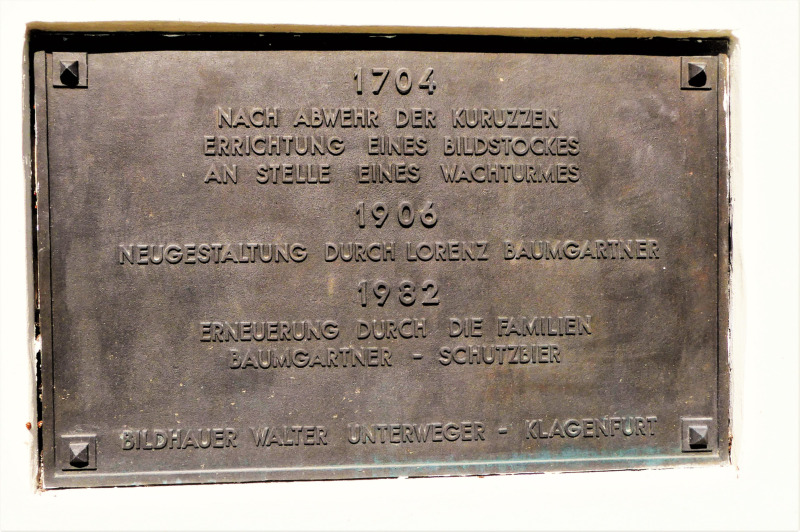 1704
NACH ABWEHR DER KURUZZEN
ERRICHTUNG EINES BILDSTOCKES
AN STELLE EINES WACHTURMES
1906
NEUGESTALTUNG DURCH LORENZ BAUMGARTNER
1982
ERNEUERUNG DURCH DIE FAMILIEN
BAUMGARTNER - SCHUTZBIER
BILDHAUER WALTER UNTERWEGER - KLAGENFURT